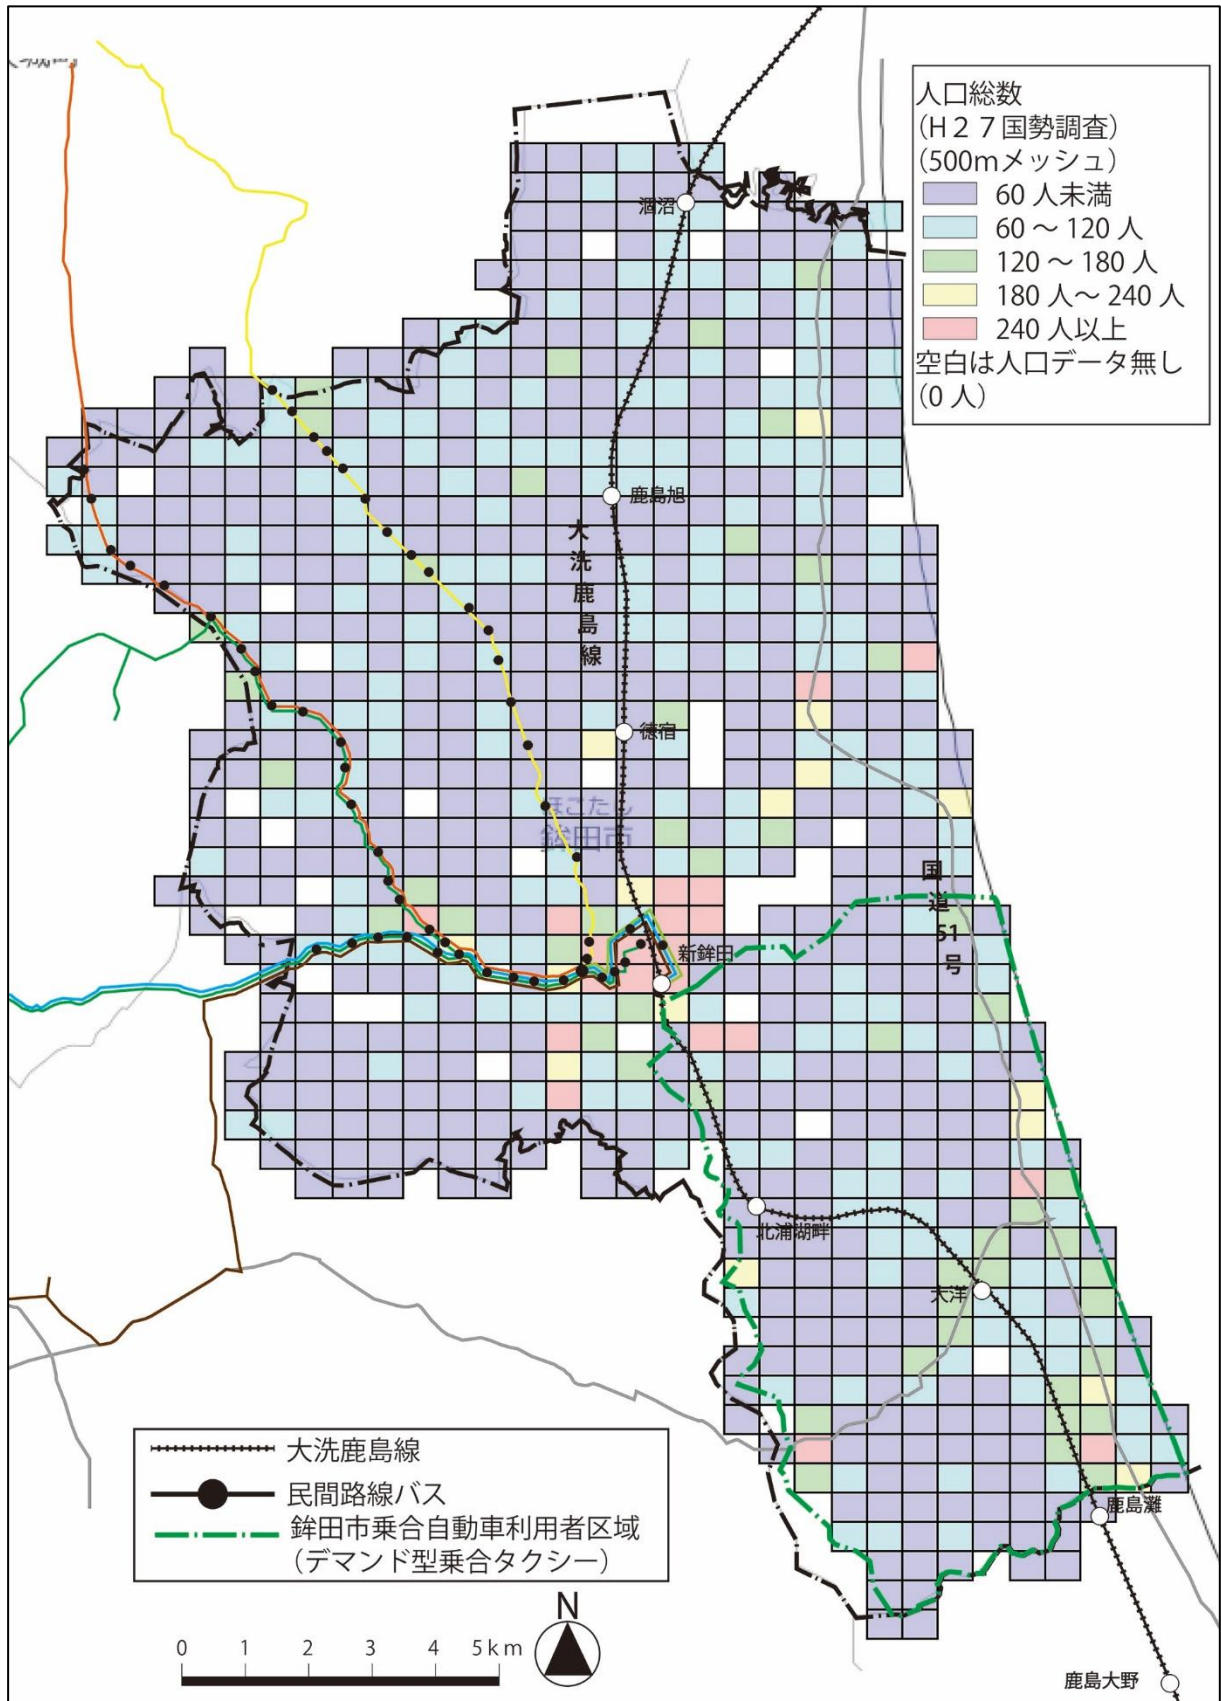 人口総数
(H27国勢調査)
(500mメッシュ)
60人未満
60〜120人
120〜180人
180人〜240人
240人以上
空白は人口データ無し
(0人)
涸沼
鹿島旭
大洗鹿島線
徳宿
ほこたし
鉾田市
国道51号
新鉾田
北浦湖畔
大洋
鹿島灘
鹿島大野
大洗鹿島線
民間路線バス
鉾田市乗合自動車利用者区域
(デマンド型乗合タクシー)
N
0 1 2 3 4 5km